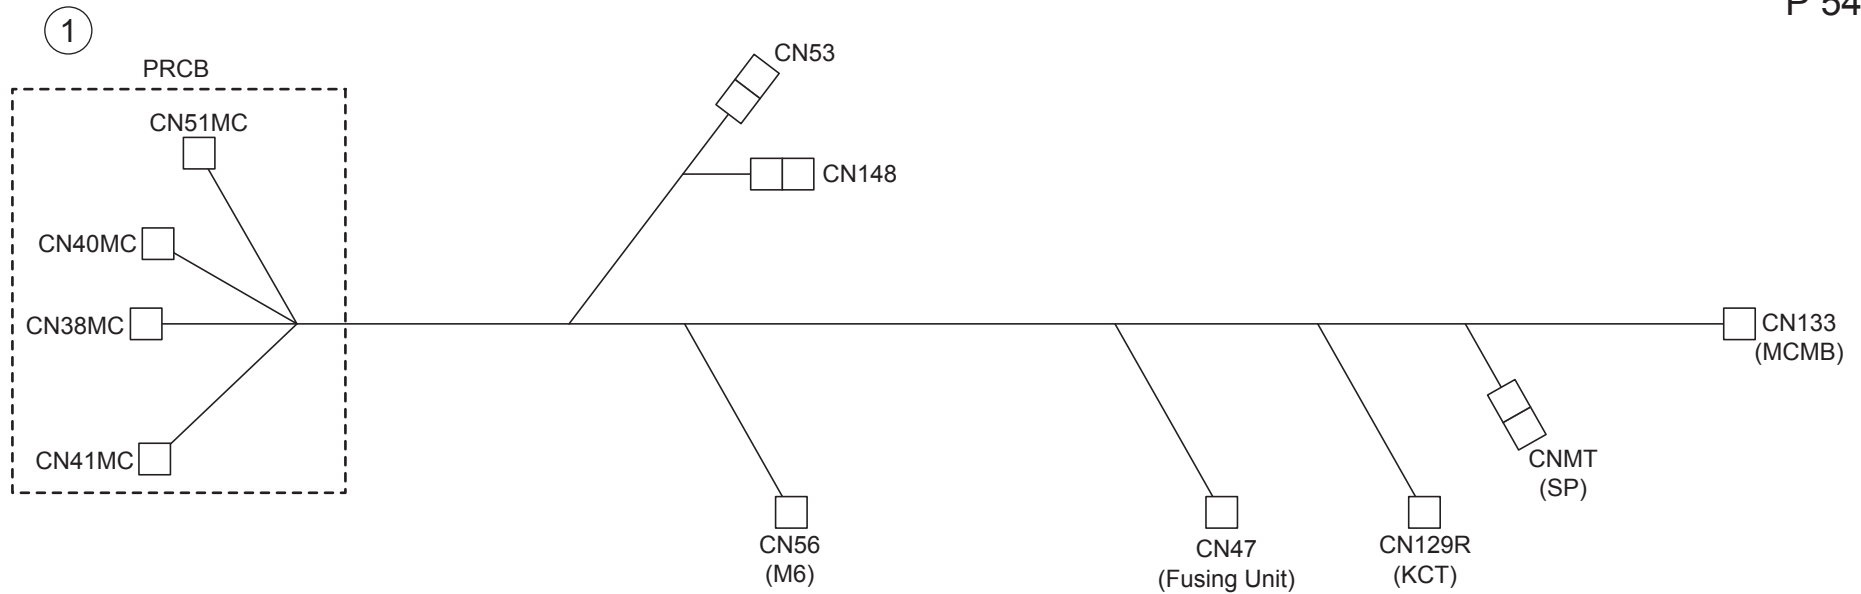 P 54
1
PRCB
CN53
CN51MC
CN148
CN40MC
CN38MC
CN133
(MCMB)
CN41MC
CNMT
(SP)
CN56
(M6)
CN47
(Fusing Unit)
CN129R
(KCT)